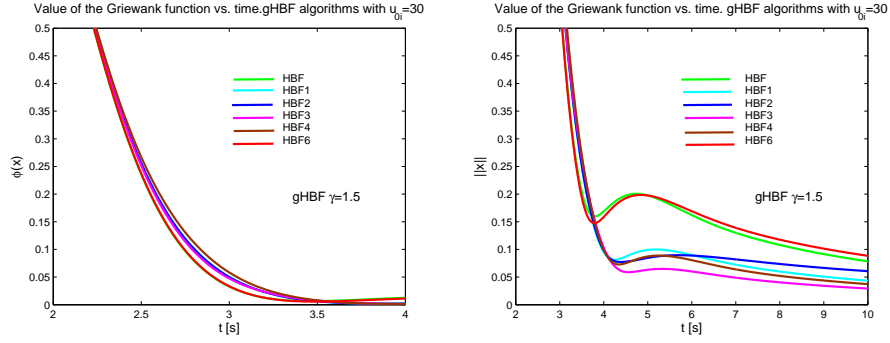 Value of the Griewank function vs. time.gHBF algorithms with u0i=30
0.5
0.45
0.4
0.35
0.3
0.25
0.2
0.15
0.1
0.05
0
ϕ(x)
HBF
HBF1
HBF2
HBF3
HBF4
HBF6
gHBF γ=1.5
2 2.5 3 3.5 4
t [s]
Value of the Griewank function vs. time. gHBF algorithms with u0i=30
0.5
0.45
0.4
0.35
0.3
0.25
0.2
0.15
0.1
0.05
0
||x||
HBF
HBF1
HBF2
HBF3
HBF4
HBF6
gHBF γ=1.5
2 3 4 5 6 7 8 9 10
t [s]